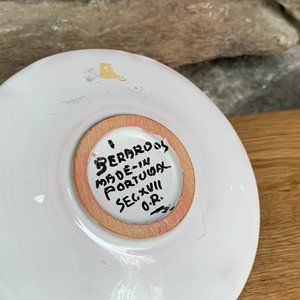 I
BERARDOS
MADE-IN
PORTUGAL
SEC XVII
O.R.